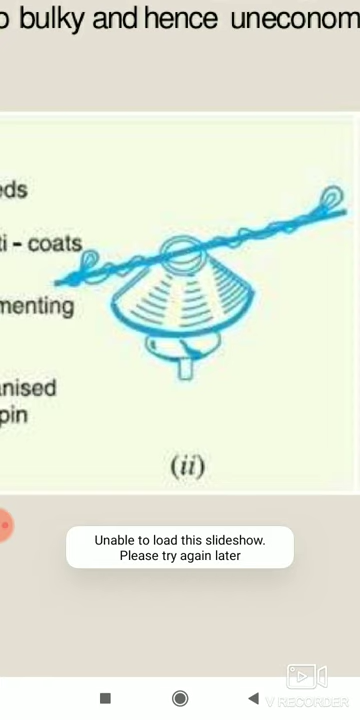 o bulky and hence uneconom
eds
ti - coats
menting
anised
pin
(ii)
Unable to load this slideshow.
Please try again later
V RECORDER